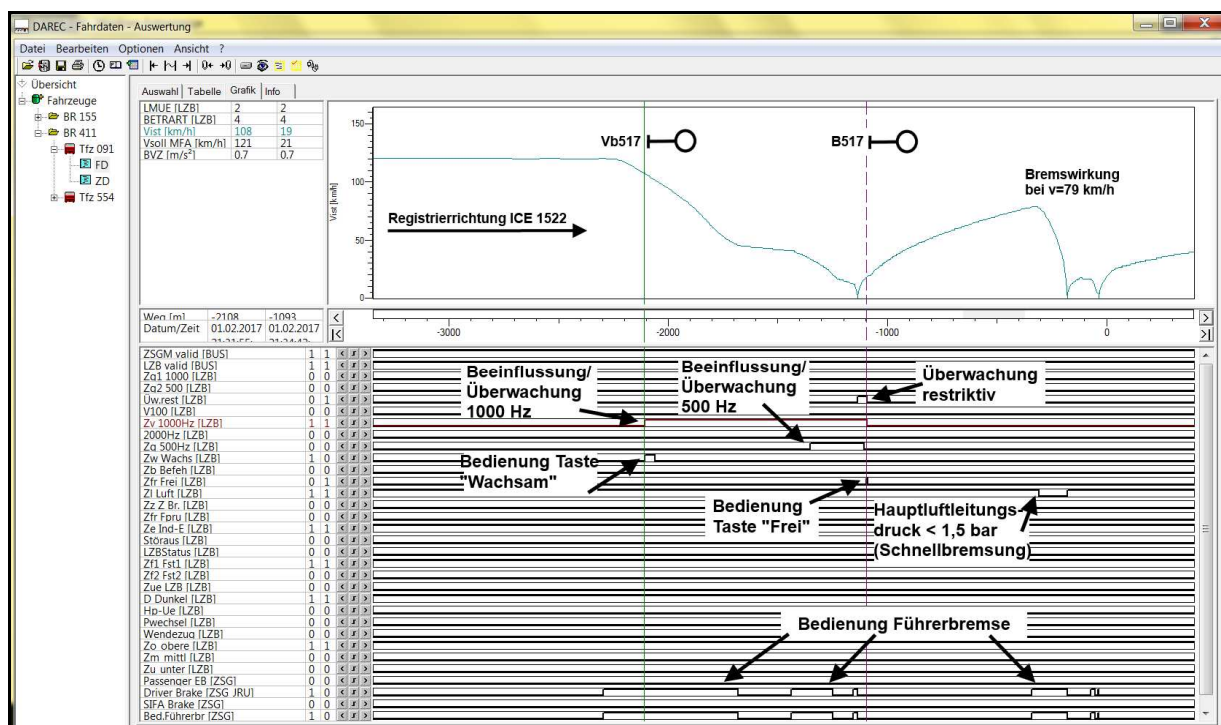 DAREC - Fahrdaten - Auswertung
Datei Bearbeiten Optionen Ansicht ?
Übersicht
Fahrzeuge
BR 155
BR 411
Tfz 091
FD
ZD
Tfz 554
Auswahl Tabelle Grafik Info
LMUE [LZB] 2 2
BETRART [LZB] 4 4
Vist [km/h] 108 19
Vsoll MFA [km/h] 121 21
BVZ [m/s²] 0.7 0.7
Vist [km/h]
150
100
50
0
Vb517
B517
Bremswirkung
bei v=79 km/h
Registrierrichtung ICE 1522
Weg [m] -2108 -1093
Datum/Zeit 01.02.2017 01.02.2017
-3000 -2000 -1000 0
ZSGM valid [BUS] 1 1
LZB valid [BUS] 1 1
Zg1 1000 [LZB] 0 0
Zg2 500 [LZB] 0 0
Üw.rest [LZB] 0 1
V100 [LZB] 0 0
Zv 1000Hz [LZB] 1 1
2000Hz [LZB] 0 0
Zg 500Hz [LZB] 0 0
Zw Wachs [LZB] 1 0
Zb Befeh [LZB] 0 0
Zfr Frei [LZB] 0 1
Zl Luft [LZB] 1 1
Zz Z Br. [LZB] 0 0
Zfr Fpru [LZB] 0 0
Ze Ind-E [LZB] 1 1
Störaus [LZB] 0 0
LZBStatus [LZB] 0 0
Zf1 Fst1 [LZB] 1 1
Zf2 Fst2 [LZB] 0 0
Zue LZB [LZB] 0 0
D Dunkel [LZB] 1 1
Hp-Ue [LZB] 0 0
Pwechsel [LZB] 0 0
Wendezug [LZB] 0 0
Zo obere [LZB] 1 1
Zm mittl [LZB] 0 0
Zu unter [LZB] 0 0
Passenger EB [ZSG] 0 0
Driver Brake [ZSG JRU] 1 0
SIFA Brake [ZSG] 0 0
Bed.Führerbr [ZSG] 1 0
Beeinflussung/
Überwachung
1000 Hz
Beeinflussung/
Überwachung
500 Hz
Überwachung
restriktiv
Bedienung Taste
"Wachsam"
Bedienung
Taste "Frei"
Hauptluftleitungs-
druck < 1,5 bar
(Schnellbremsung)
Bedienung Führerbremse